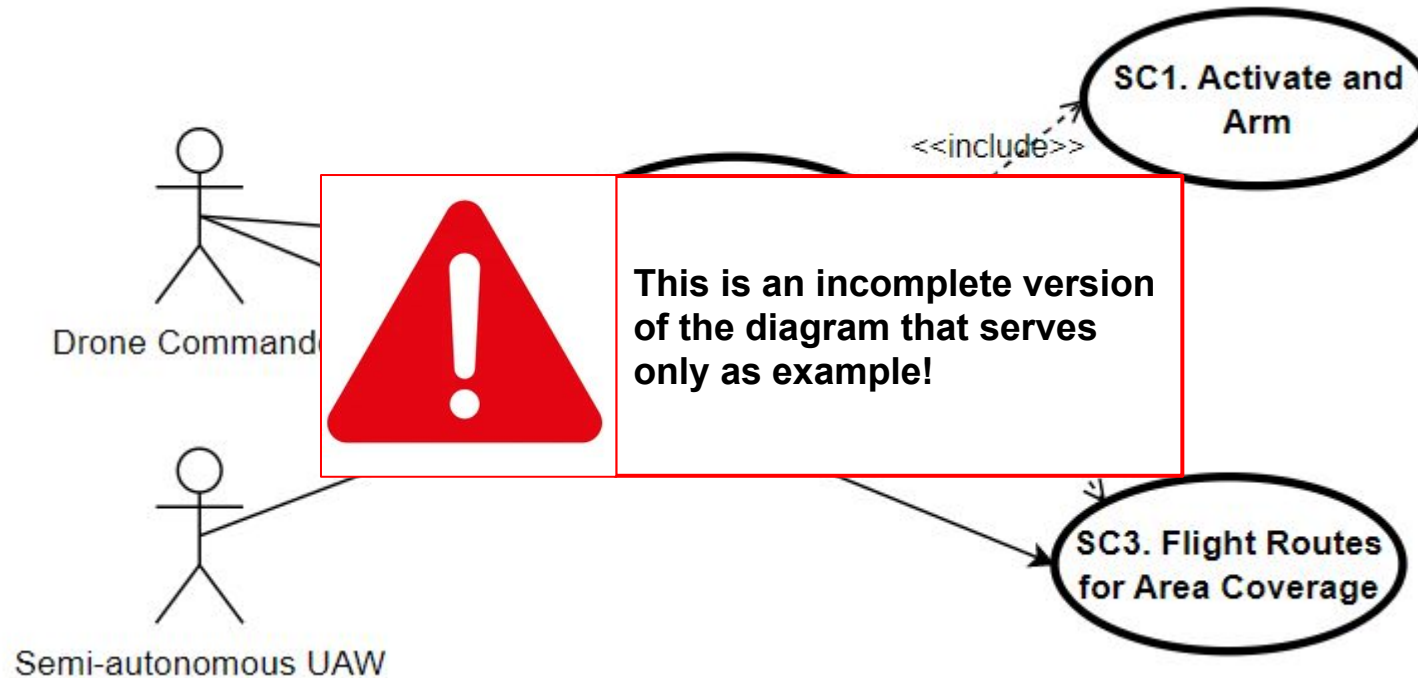 SC1. Activate and
Arm
<<include>>
This is an incomplete version
of the diagram that serves
only as example!
Drone
SC3. Flight Routes
for Area Coverage
Semi-autonomous UAW